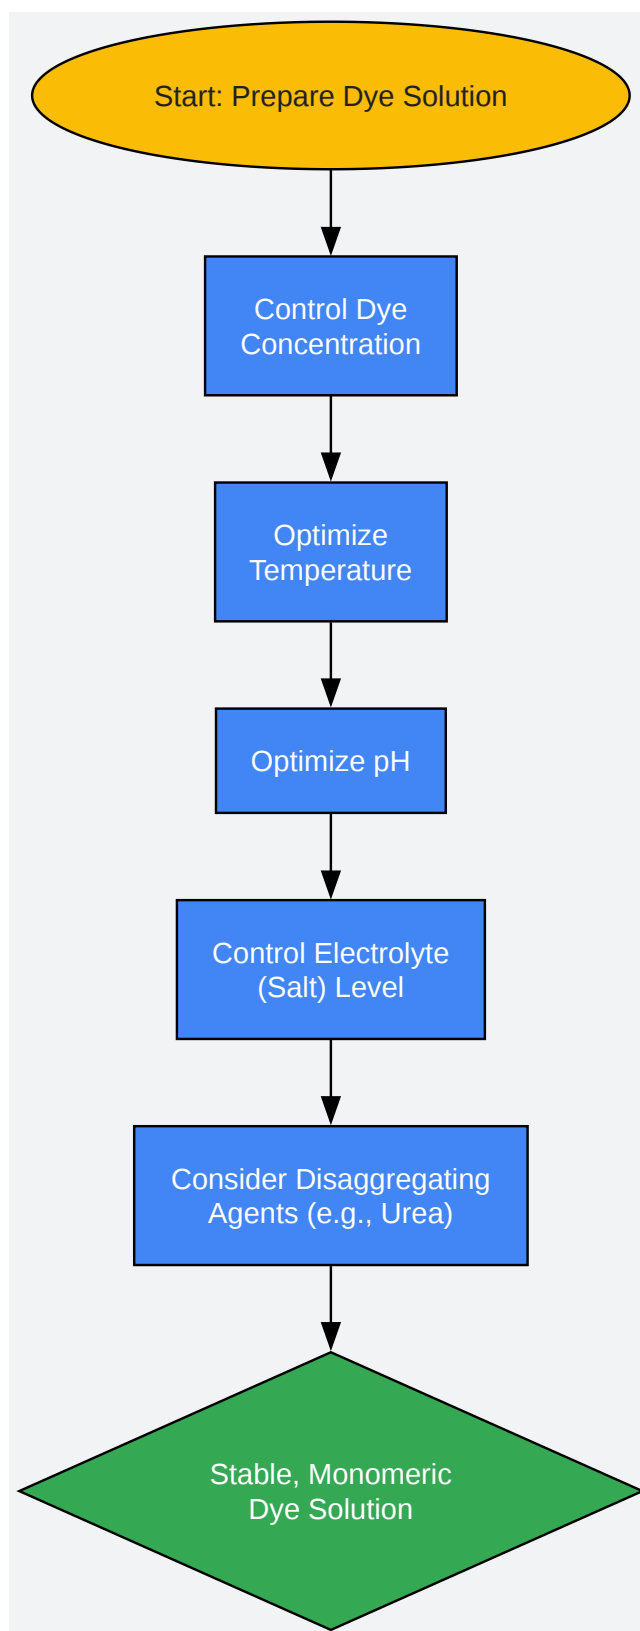 Start: Prepare Dye Solution
Control Dye
Concentration
Optimize
Temperature
Optimize pH
Control Electrolyte
(Salt) Level
Consider Disaggregating
Agents (e.g., Urea)
Stable, Monomeric
Dye Solution